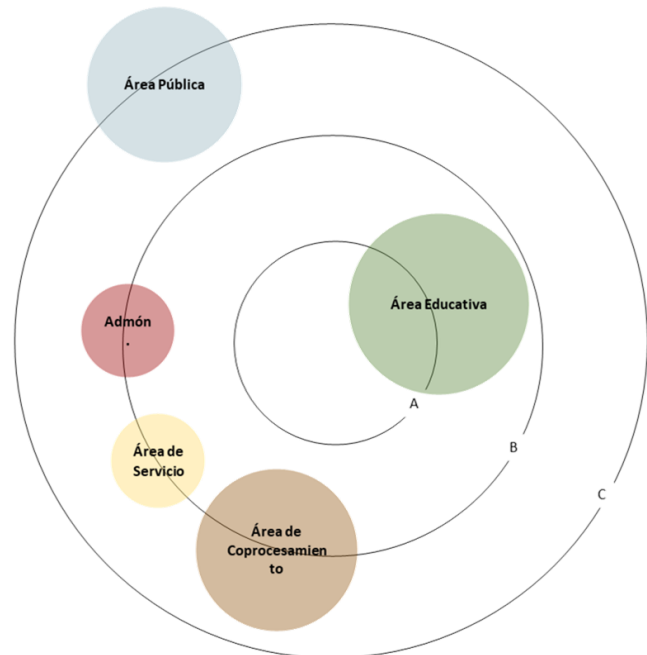 Área Pública
Área Educativa
Admón
.
A
B
Área de
Servicio
C
Área de
Coprocesamien
to